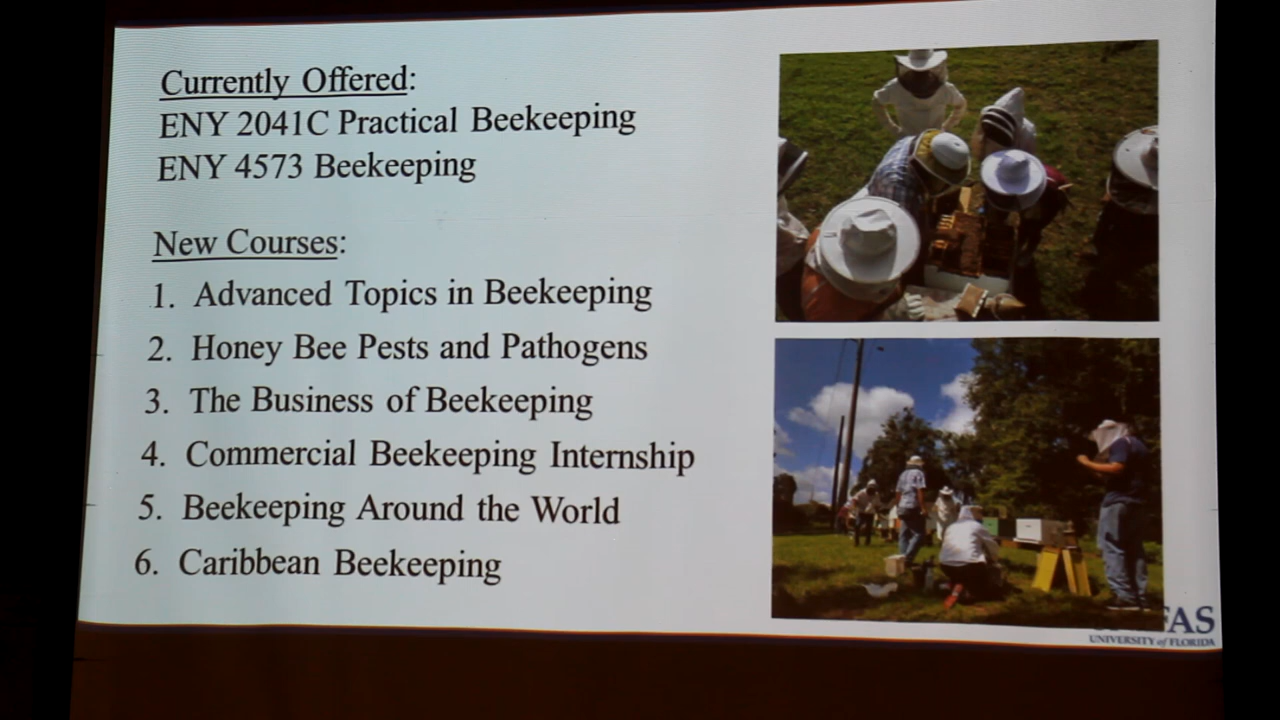 Currently Offered:
ENY 2041C Practical Beekeeping
ENY 4573 Beekeeping
New Courses:
1. Advanced Topics in Beekeeping
2. Honey Bee Pests and Pathogens
3. The Business of Beekeeping
4. Commercial Beekeeping Internship
5. Beekeeping Around the World
6. Caribbean Beekeeping
FAS
UNIVERSITY of FLORIDA